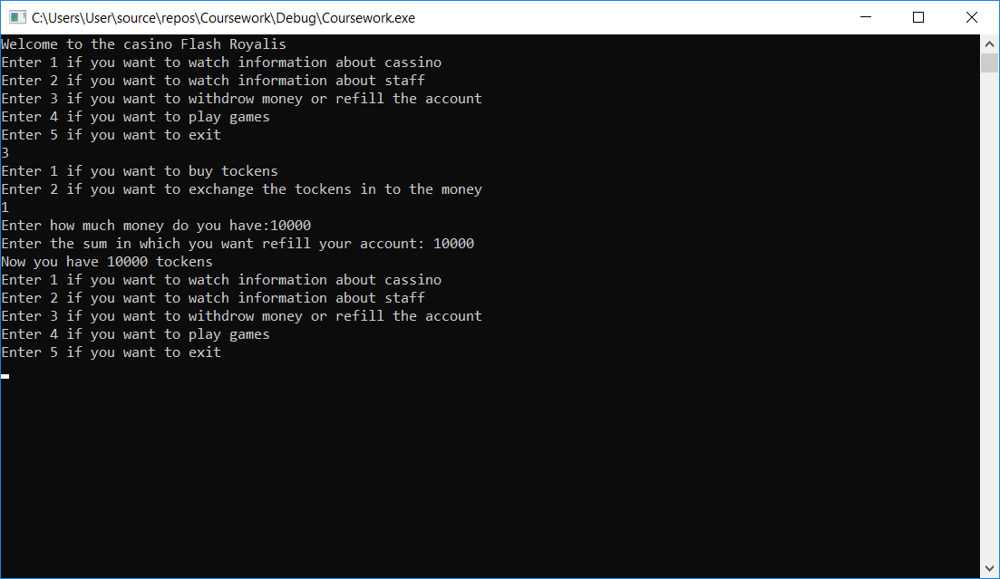 C:\Users\User\source\repos\Coursework\Debug\Coursework.exe
Welcome to the casino Flash Royalis
Enter 1 if you want to watch information about cassino
Enter 2 if you want to watch information about staff
Enter 3 if you want to withdrow money or refill the account
Enter 4 if you want to play games
Enter 5 if you want to exit
3
Enter 1 if you want to buy tockens
Enter 2 if you want to exchange the tockens in to the money
1
Enter how much money do you have:10000
Enter the sum in which you want refill your account: 10000
Now you have 10000 tockens
Enter 1 if you want to watch information about cassino
Enter 2 if you want to watch information about staff
Enter 3 if you want to withdrow money or refill the account
Enter 4 if you want to play games
Enter 5 if you want to exit